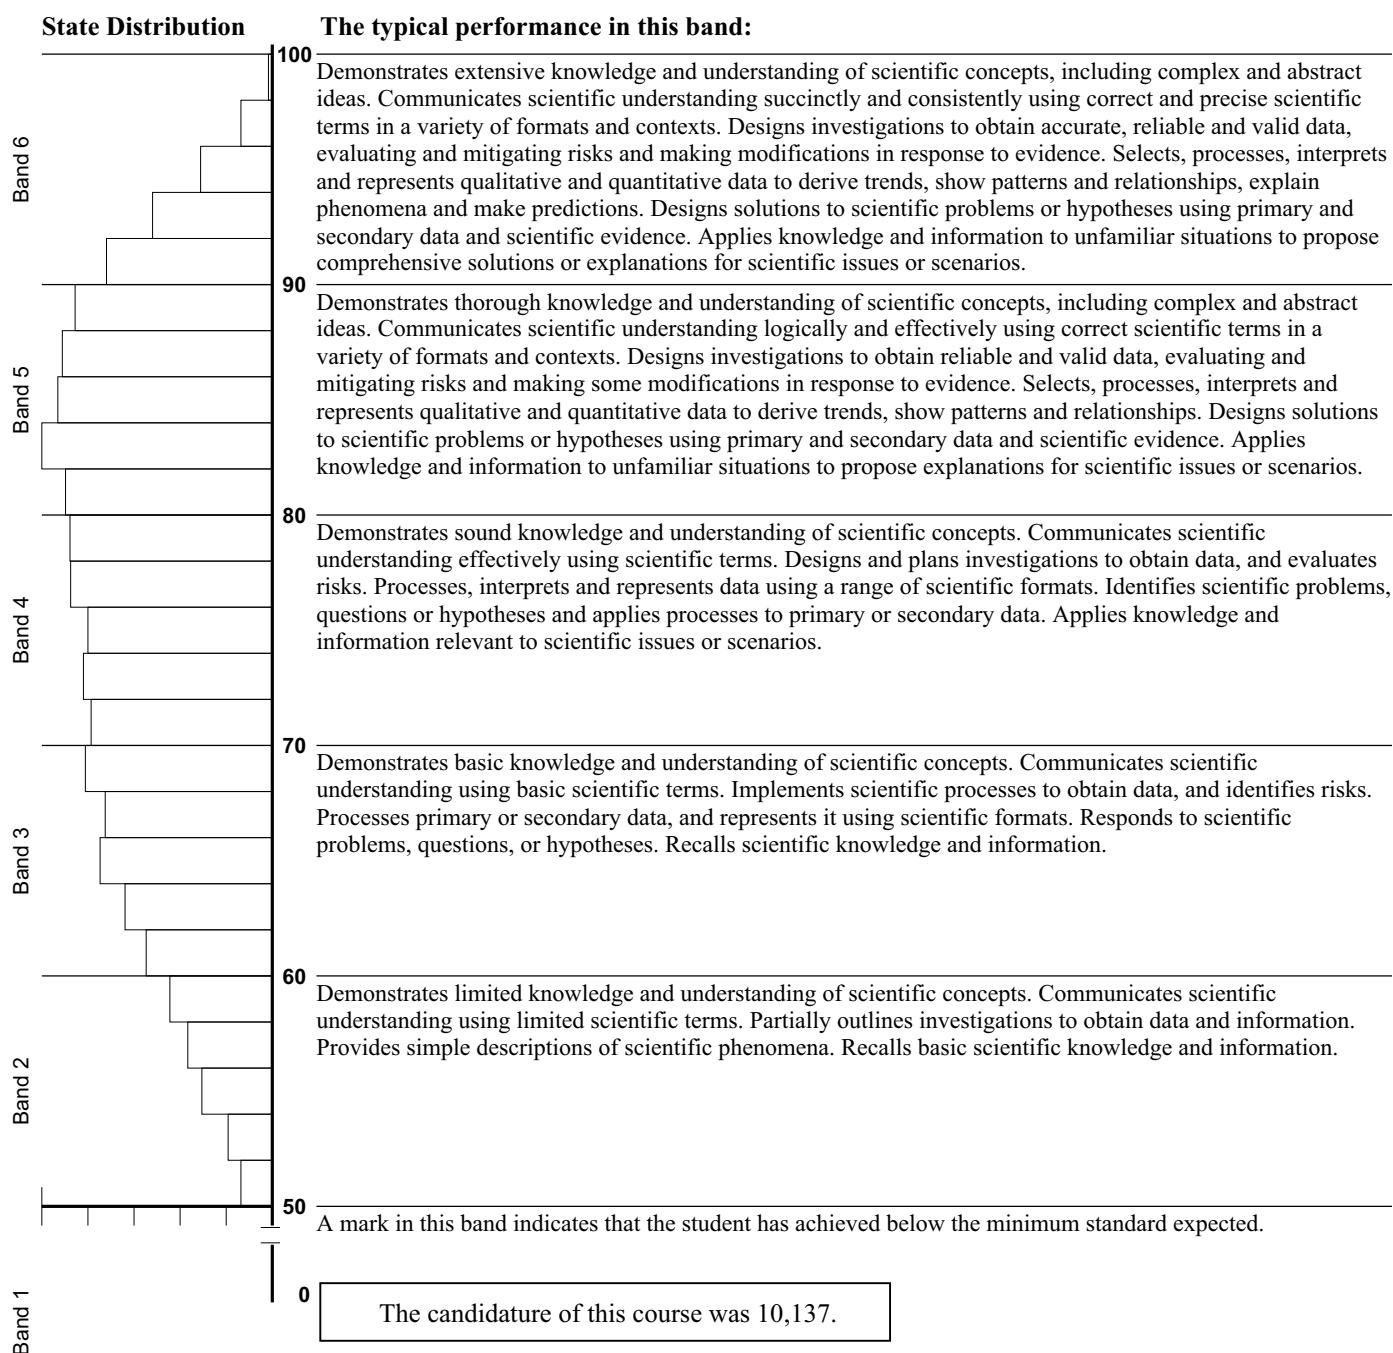 State Distribution
The typical performance in this band:
100
Demonstrates extensive knowledge and understanding of scientific concepts, including complex and abstract
ideas. Communicates scientific understanding succinctly and consistently using correct and precise scientific
terms in a variety of formats and contexts. Designs investigations to obtain accurate, reliable and valid data,
evaluating and mitigating risks and making modifications in response to evidence. Selects, processes, interprets
and represents qualitative and quantitative data to derive trends, show patterns and relationships, explain
phenomena and make predictions. Designs solutions to scientific problems or hypotheses using primary and
secondary data and scientific evidence. Applies knowledge and information to unfamiliar situations to propose
comprehensive solutions or explanations for scientific issues or scenarios.
Band 6
90
Demonstrates thorough knowledge and understanding of scientific concepts, including complex and abstract
ideas. Communicates scientific understanding logically and effectively using correct scientific terms in a
variety of formats and contexts. Designs investigations to obtain reliable and valid data, evaluating and
mitigating risks and making some modifications in response to evidence. Selects, processes, interprets and
represents qualitative and quantitative data to derive trends, show patterns and relationships. Designs solutions
to scientific problems or hypotheses using primary and secondary data and scientific evidence. Applies
knowledge and information to unfamiliar situations to propose explanations for scientific issues or scenarios.
Band 5
80
Demonstrates sound knowledge and understanding of scientific concepts. Communicates scientific
understanding effectively using scientific terms. Designs and plans investigations to obtain data, and evaluates
risks. Processes, interprets and represents data using a range of scientific formats. Identifies scientific problems,
questions or hypotheses and applies processes to primary or secondary data. Applies knowledge and
information relevant to scientific issues or scenarios.
Band 4
70
Demonstrates basic knowledge and understanding of scientific concepts. Communicates scientific
understanding using basic scientific terms. Implements scientific processes to obtain data, and identifies risks.
Processes primary or secondary data, and represents it using scientific formats. Responds to scientific
problems, questions, or hypotheses. Recalls scientific knowledge and information.
Band 3
60
Demonstrates limited knowledge and understanding of scientific concepts. Communicates scientific
understanding using limited scientific terms. Partially outlines investigations to obtain data and information.
Provides simple descriptions of scientific phenomena. Recalls basic scientific knowledge and information.
Band 2
50
A mark in this band indicates that the student has achieved below the minimum standard expected.
0
Band 1
The candidature of this course was 10,137.